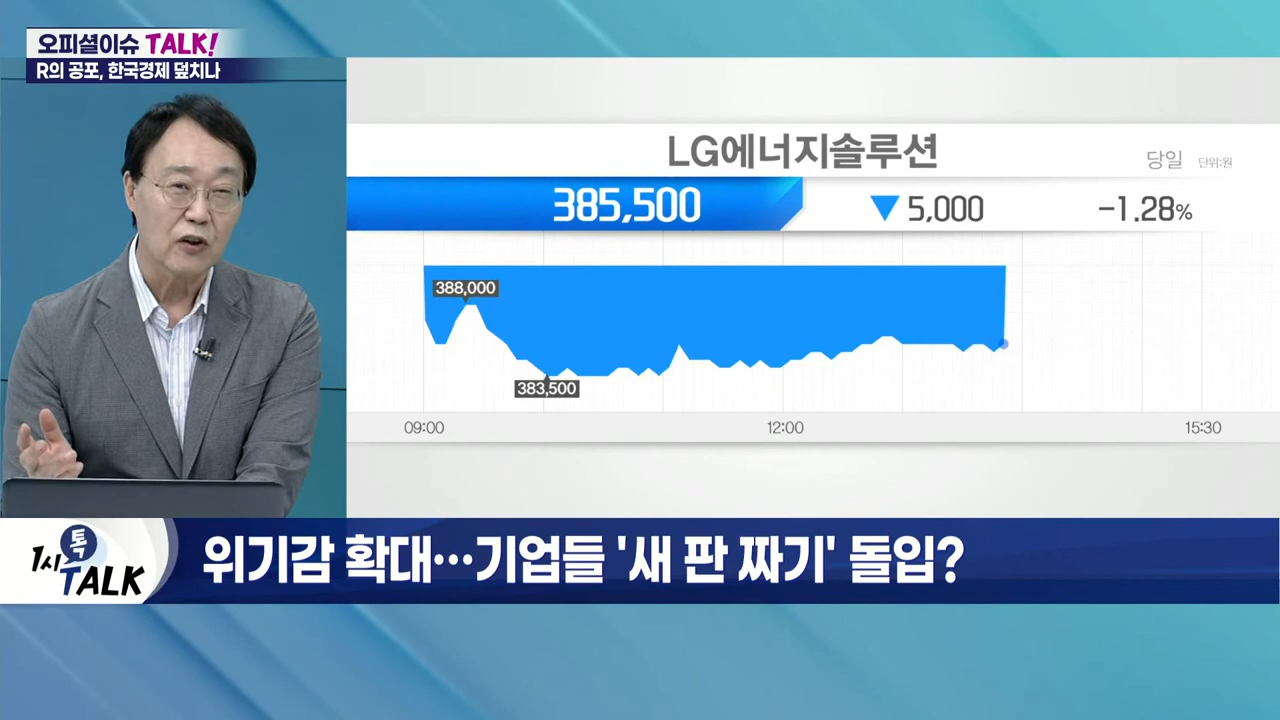 오피셜이슈 TALK!
R의 공포, 한국경제 덮치나
LG에너지솔루션
당일 단위:원
385,500 ▼ 5,000 -1.28%
388,000
383,500
09:00 12:00 15:30
1시 톡 TALK
위기감 확대…기업들 '새 판 짜기' 돌입?